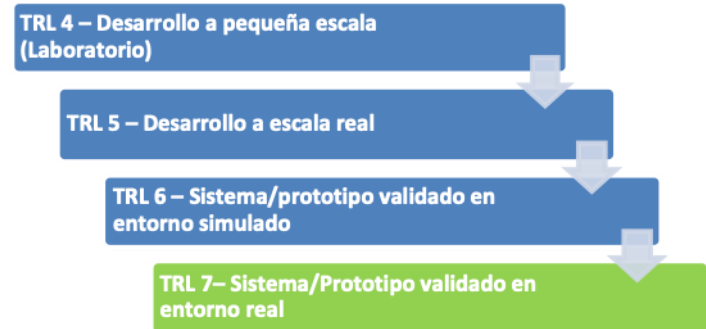 TRL 4 – Desarrollo a pequeña escala
(Laboratorio)
TRL 5 – Desarrollo a escala real
TRL 6 – Sistema/prototipo validado en
entorno simulado
TRL 7– Sistema/Prototipo validado en
entorno real